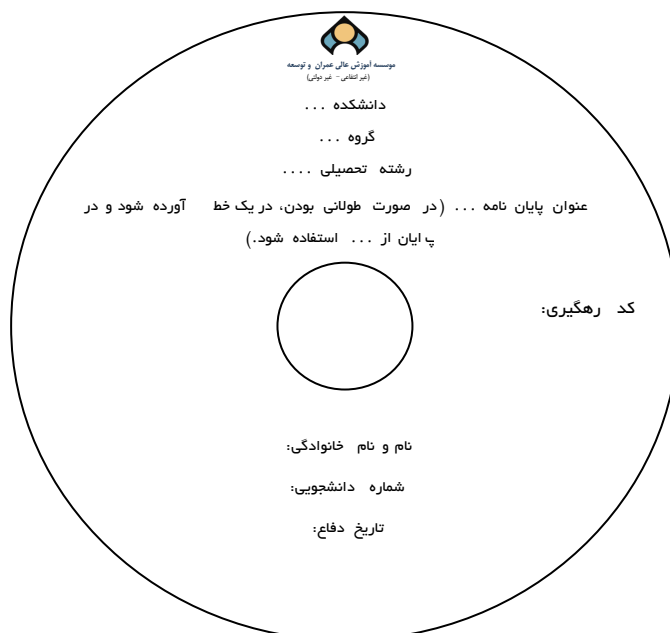 موسسه آموزش عالی عمران و توسعه
(غیر انتفاعی - غیر دولتی)
دانشکده ...
گروه ...
رشته تحصیلی ....
عنوان پایان نامه ... (در صورت طولانی بودن، در یک خط آورده شود و در
پایان از ... استفاده شود.)
کد رهگیری:
نام و نام خانوادگی:
شماره دانشجویی:
تاریخ دفاع: